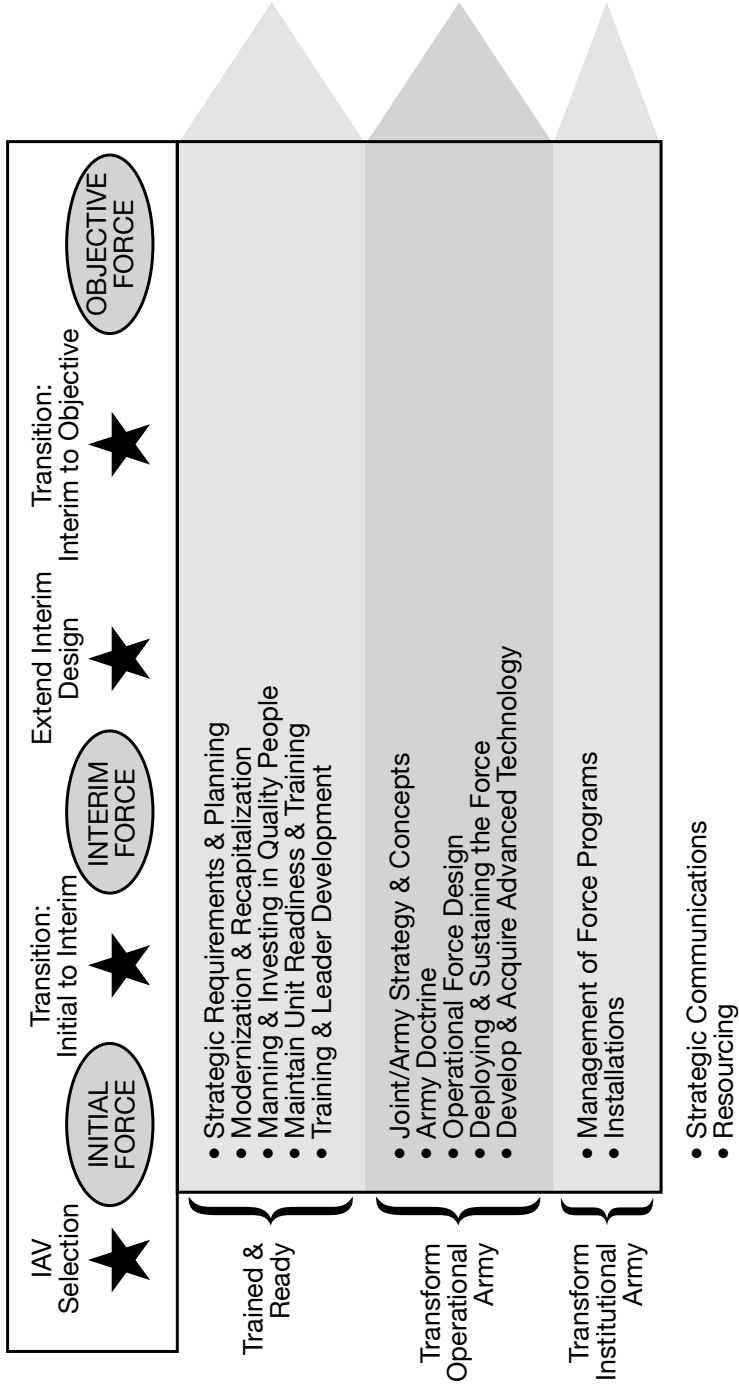 IAV
Selection
INITIAL
FORCE
Transition:
Initial to Interim
INTERIM
FORCE
Extend Interim
Design
Transition:
Interim to Objective
OBJECTIVE
FORCE
Trained &
Ready
• Strategic Requirements & Planning
• Modernization & Recapitalization
• Manning & Investing in Quality People
• Maintain Unit Readiness & Training
• Training & Leader Development
Transform
Operational
Army
• Joint/Army Strategy & Concepts
• Army Doctrine
• Operational Force Design
• Deploying & Sustaining the Force
• Develop & Acquire Advanced Technology
Transform
Institutional
Army
• Management of Force Programs
• Installations
• Strategic Communications
• Resourcing